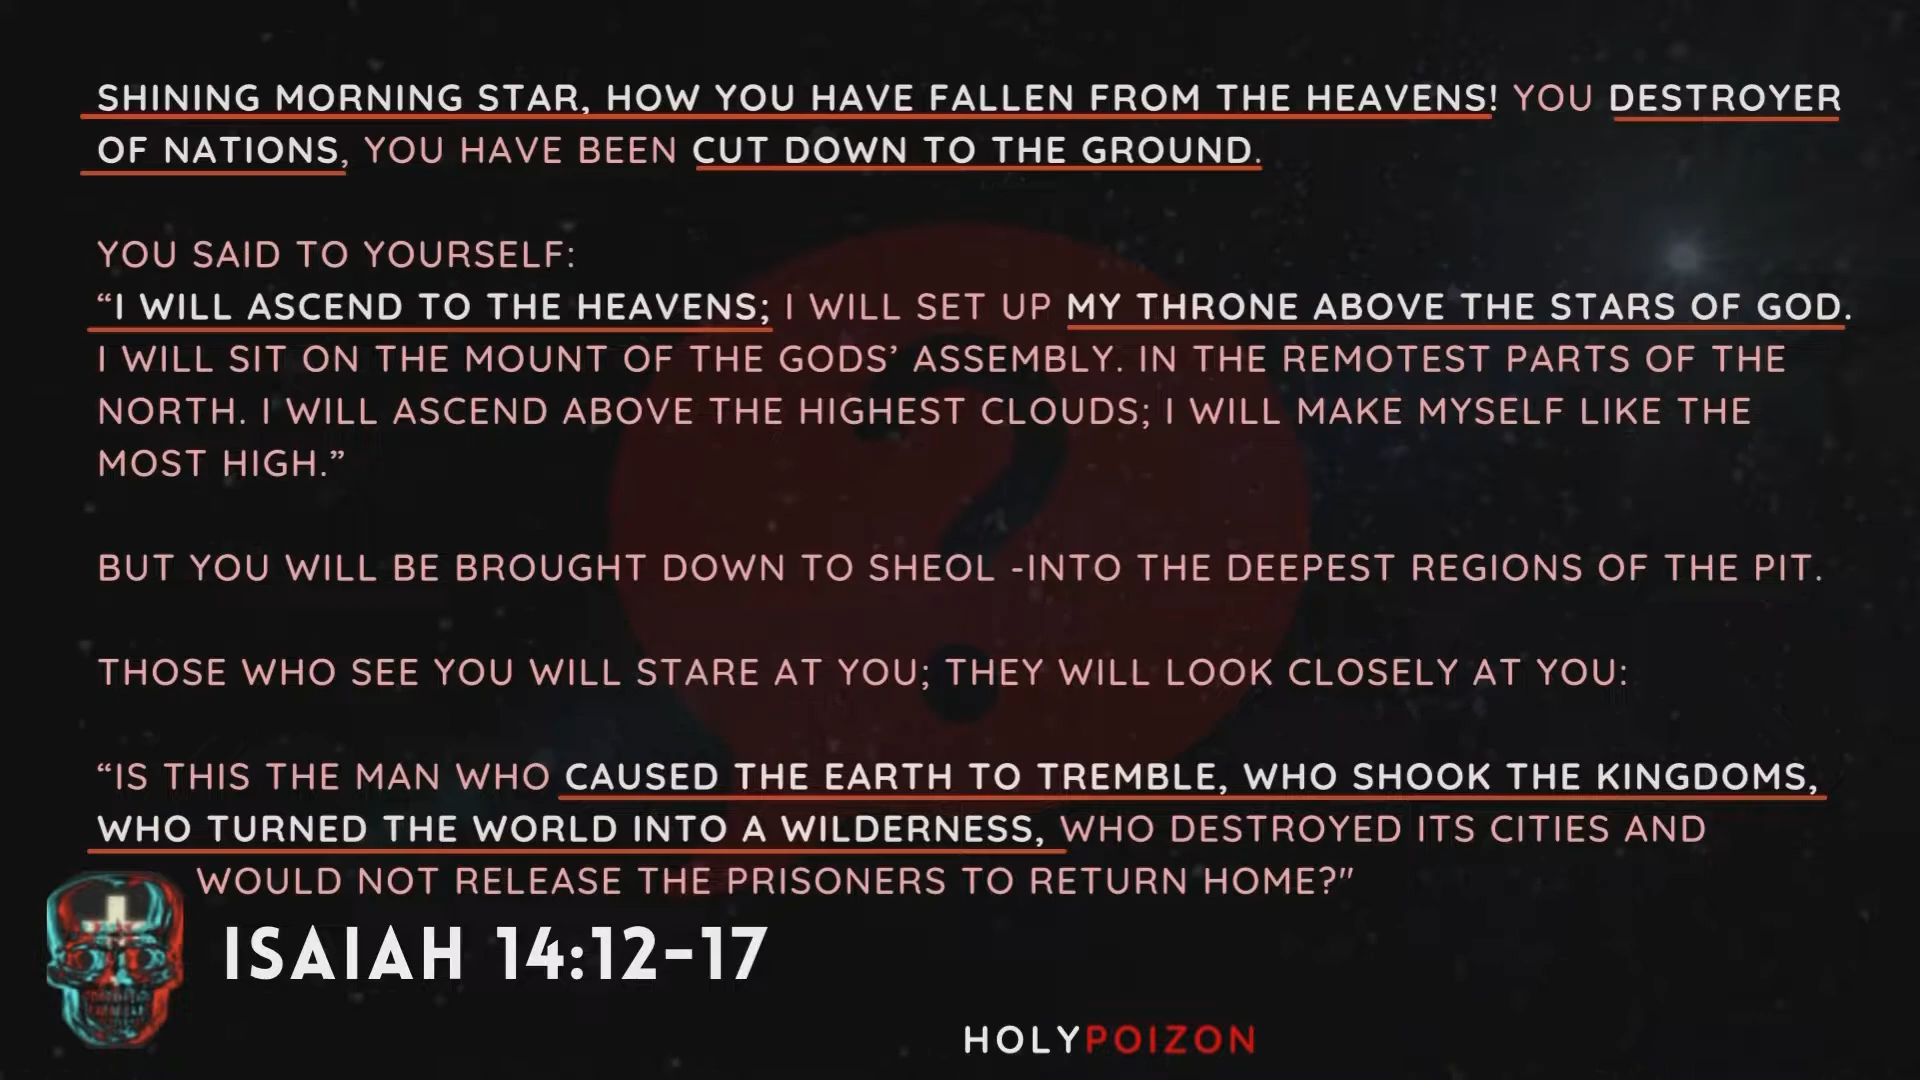 SHINING MORNING STAR, HOW YOU HAVE FALLEN FROM THE HEAVENS! YOU DESTROYER
OF NATIONS, YOU HAVE BEEN CUT DOWN TO THE GROUND.
YOU SAID TO YOURSELF:
“I WILL ASCEND TO THE HEAVENS; I WILL SET UP MY THRONE ABOVE THE STARS OF GOD.
I WILL SIT ON THE MOUNT OF THE GODS’ ASSEMBLY. IN THE REMOTEST PARTS OF THE
NORTH. I WILL ASCEND ABOVE THE HIGHEST CLOUDS; I WILL MAKE MYSELF LIKE THE
MOST HIGH.”
BUT YOU WILL BE BROUGHT DOWN TO SHEOL -INTO THE DEEPEST REGIONS OF THE PIT.
THOSE WHO SEE YOU WILL STARE AT YOU; THEY WILL LOOK CLOSELY AT YOU:
“IS THIS THE MAN WHO CAUSED THE EARTH TO TREMBLE, WHO SHOOK THE KINGDOMS,
WHO TURNED THE WORLD INTO A WILDERNESS, WHO DESTROYED ITS CITIES AND
WOULD NOT RELEASE THE PRISONERS TO RETURN HOME?"
ISAIAH 14:12-17
HOLYPOIZON